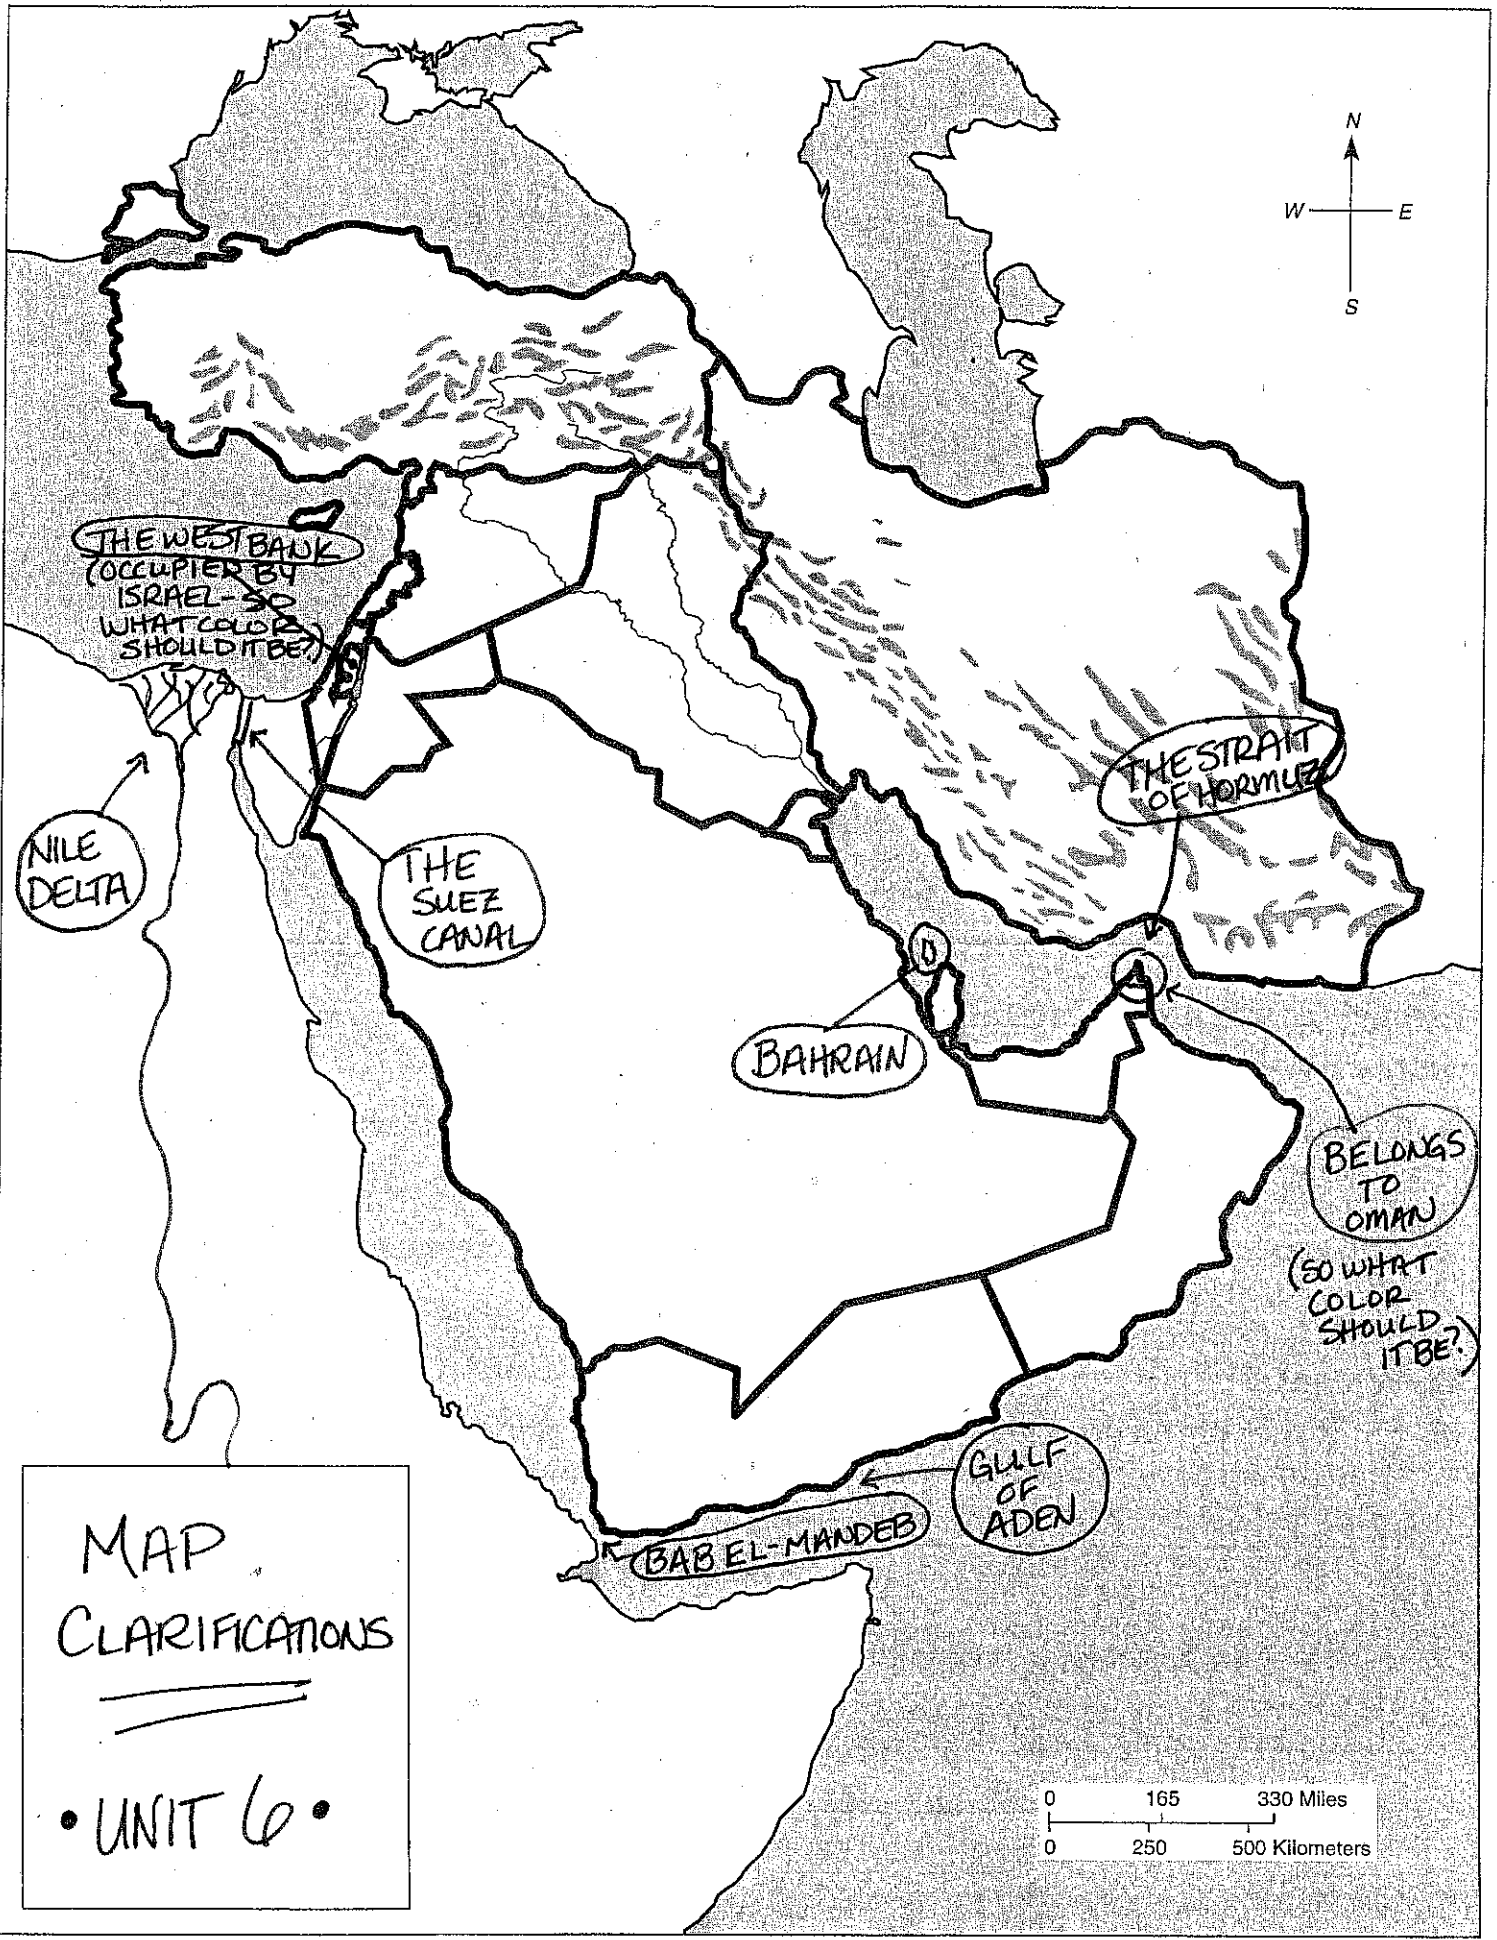 N
W E
S
THE WEST BANK
(OCCUPIED BY
ISRAEL-SO
WHAT COLOR
SHOULD IT BE?)
THE STRAIT
OF HORMUZ
NILE
DELTA
THE
SUEZ
CANAL
BAHRAIN
BELONGS
TO
OMAN
(SO WHAT
COLOR
SHOULD
IT BE?)
GULF
OF
ADEN
BAB EL-MANDEB
MAP
CLARIFICATIONS
• UNIT 6 •
0 165 330 Miles
0 250 500 Kilometers